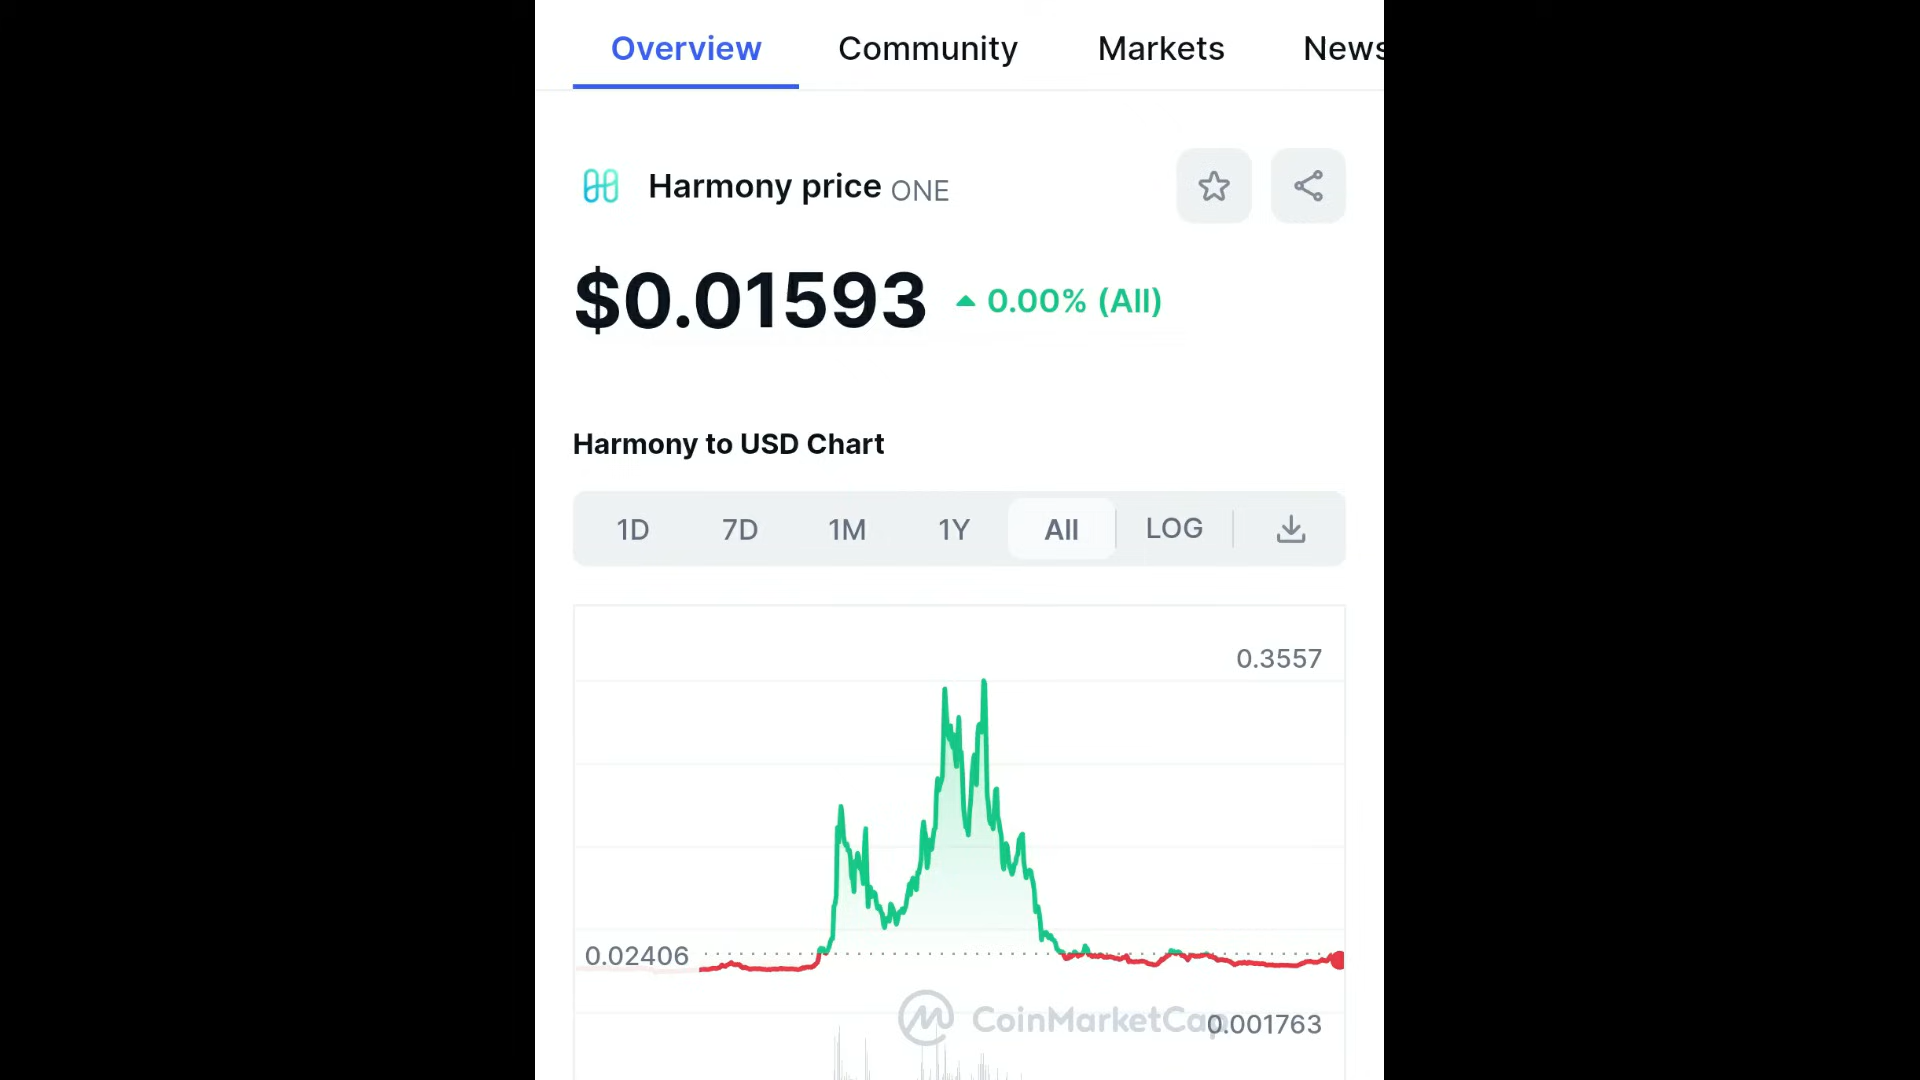 Overview Community Markets News
Harmony price ONE
$0.01593 0.00% (All)
Harmony to USD Chart
1D 7D 1M 1Y All LOG
0.3557
0.02406
CoinMarketCap
0.001763